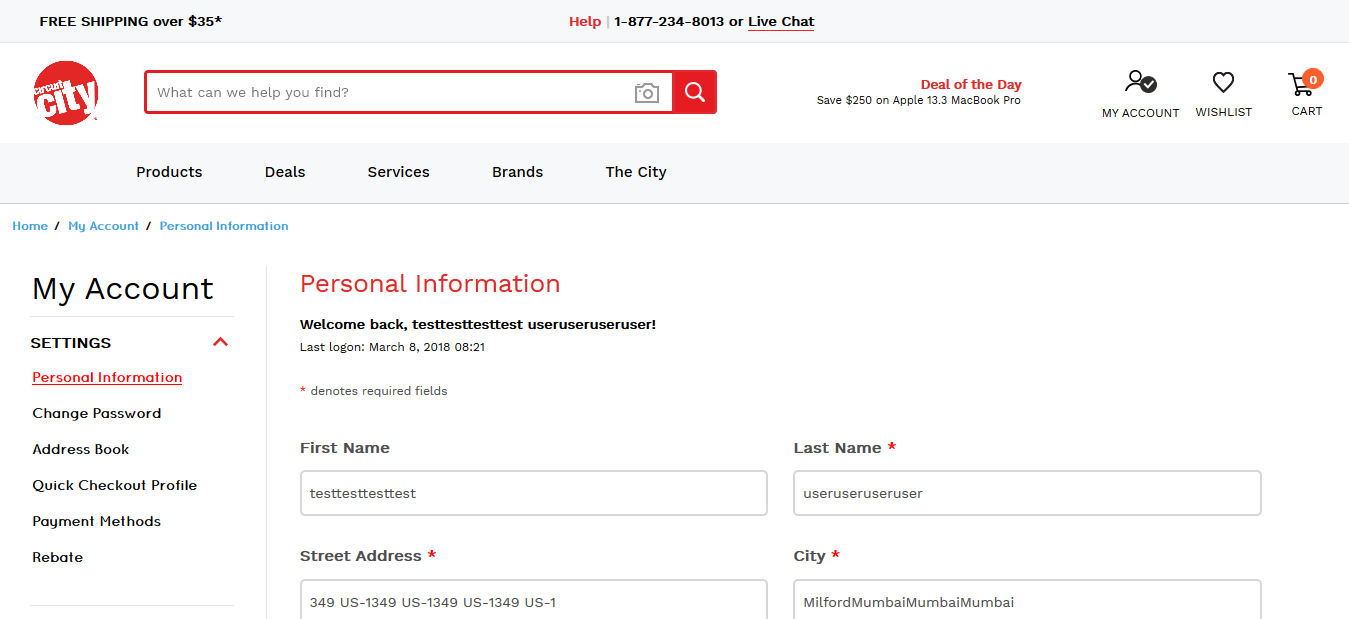 FREE SHIPPING over $35*
Help | 1-877-234-8013 or Live Chat
circuit
city
What can we help you find?
Deal of the Day
Save $250 on Apple 13.3 MacBook Pro
MY ACCOUNT
WISHLIST
0
CART
Products
Deals
Services
Brands
The City
Home / My Account / Personal Information
My Account
SETTINGS
Personal Information
Change Password
Address Book
Quick Checkout Profile
Payment Methods
Rebate
Personal Information
Welcome back, testtesttesttest useruseruseruser!
Last logon: March 8, 2018 08:21
* denotes required fields
First Name
testtesttesttest
Last Name *
useruseruseruser
Street Address *
349 US-1349 US-1349 US-1349 US-1
City *
MilfordMumbaiMumbaiMumbai